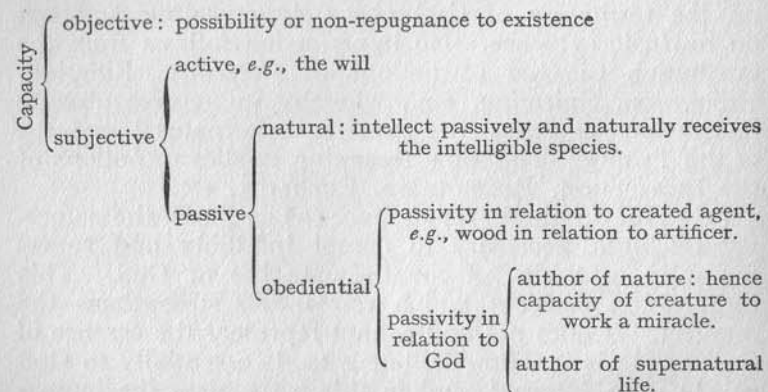 Capacity
objective: possibility or non-repugnance to existence
subjective
active, e.g., the will
passive
natural: intellect passively and naturally receives
the intelligible species.
obediential
passivity in relation to created agent,
e.g., wood in relation to artificer.
passivity in
relation to
God
author of nature: hence
capacity of creature to
work a miracle.
author of supernatural
life.